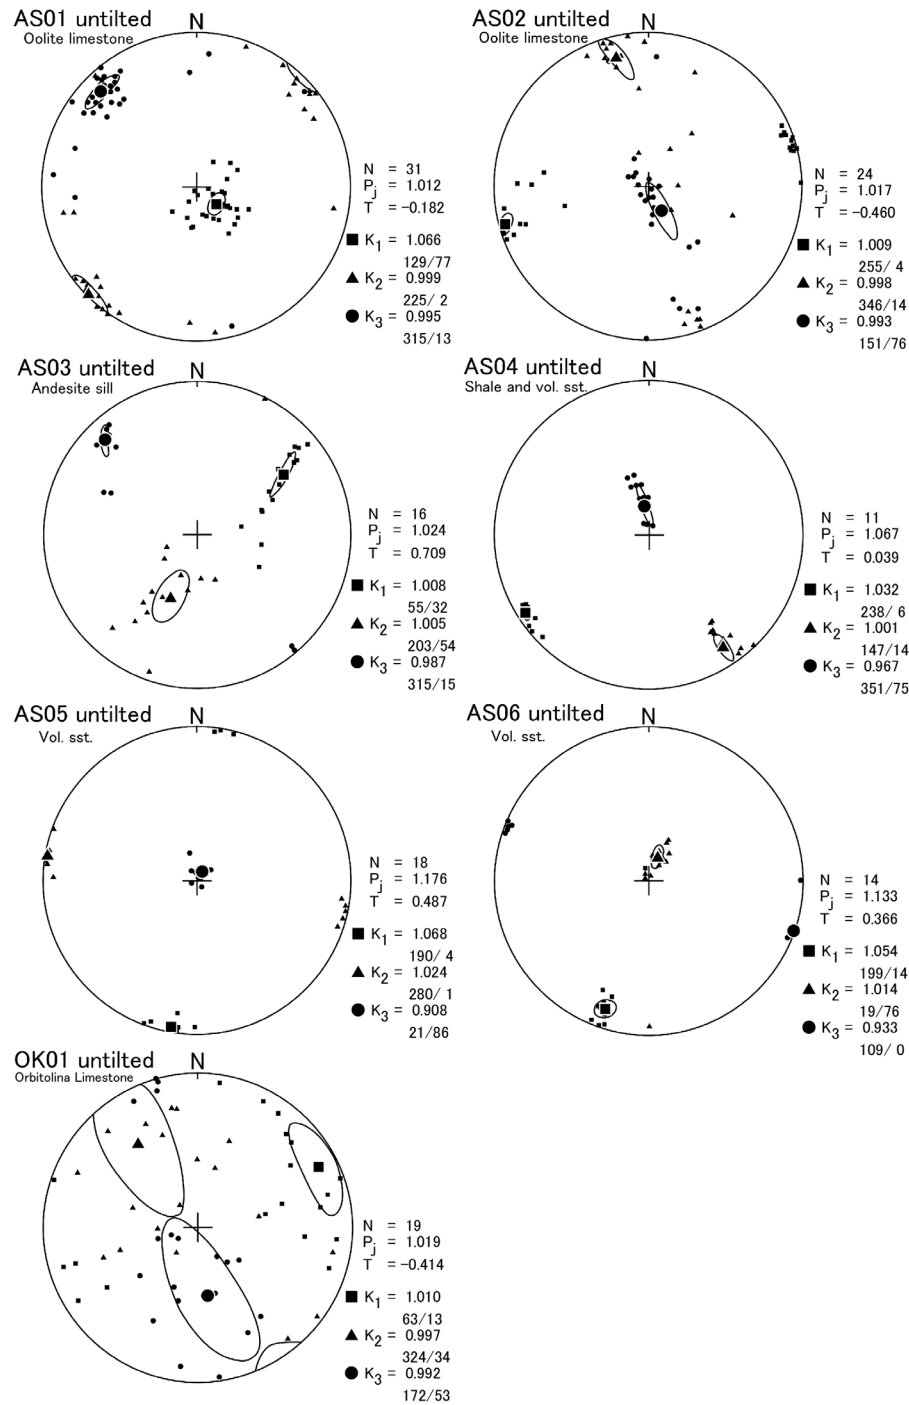 AS01 untilted
Oolite limestone
N
N = 31
Pj = 1.012
T = -0.182
K1 = 1.066
129/77
K2 = 0.999
225/ 2
K3 = 0.995
315/13
AS02 untilted
Oolite limestone
N
N = 24
Pj = 1.017
T = -0.460
K1 = 1.009
255/ 4
K2 = 0.998
346/14
K3 = 0.993
151/76
AS03 untilted
Andesite sill
N
N = 16
Pj = 1.024
T = 0.709
K1 = 1.008
55/32
K2 = 1.005
203/54
K3 = 0.987
315/15
AS04 untilted
Shale and vol. sst.
N
N = 11
Pj = 1.067
T = 0.039
K1 = 1.032
238/ 6
K2 = 1.001
147/14
K3 = 0.967
351/75
AS05 untilted
Vol. sst.
N
N = 18
Pj = 1.176
T = 0.487
K1 = 1.068
190/ 4
K2 = 1.024
280/ 1
K3 = 0.908
21/86
AS06 untilted
Vol. sst.
N
N = 14
Pj = 1.133
T = 0.366
K1 = 1.054
199/14
K2 = 1.014
19/76
K3 = 0.933
109/ 0
OK01 untilted
Orbitolina Limestone
N
N = 19
Pj = 1.019
T = -0.414
K1 = 1.010
63/13
K2 = 0.997
324/34
K3 = 0.992
172/53